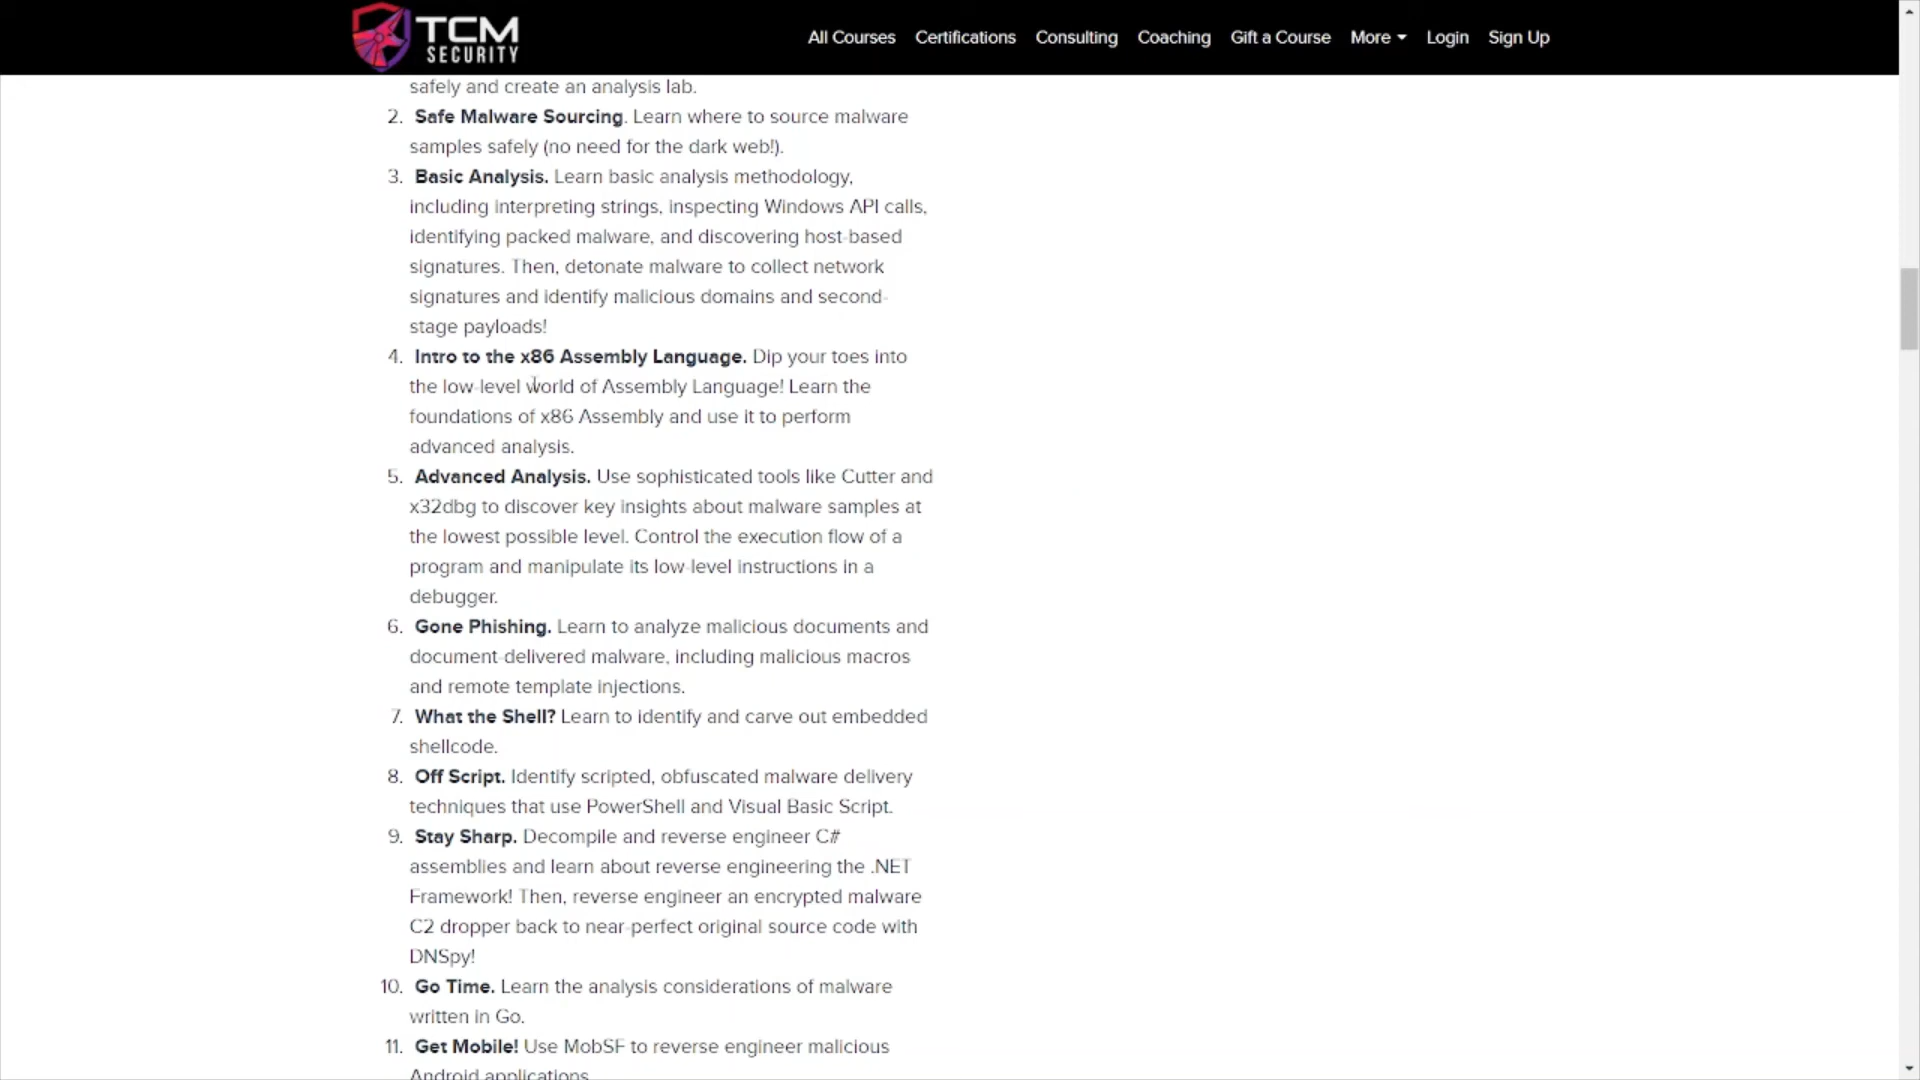 TCM
SECURITY
All Courses Certifications Consulting Coaching Gift a Course More Login Sign Up
safely and create an analysis lab.
2. Safe Malware Sourcing. Learn where to source malware
samples safely (no need for the dark web!).
3. Basic Analysis. Learn basic analysis methodology,
including interpreting strings, inspecting Windows API calls,
identifying packed malware, and discovering host-based
signatures. Then, detonate malware to collect network
signatures and identify malicious domains and second-
stage payloads!
4. Intro to the x86 Assembly Language. Dip your toes into
the low-level world of Assembly Language! Learn the
foundations of x86 Assembly and use it to perform
advanced analysis.
5. Advanced Analysis. Use sophisticated tools like Cutter and
x32dbg to discover key insights about malware samples at
the lowest possible level. Control the execution flow of a
program and manipulate its low-level instructions in a
debugger.
6. Gone Phishing. Learn to analyze malicious documents and
document-delivered malware, including malicious macros
and remote template injections.
7. What the Shell? Learn to identify and carve out embedded
shellcode.
8. Off Script. Identify scripted, obfuscated malware delivery
techniques that use PowerShell and Visual Basic Script.
9. Stay Sharp. Decompile and reverse engineer C#
assemblies and learn about reverse engineering the .NET
Framework! Then, reverse engineer an encrypted malware
C2 dropper back to near-perfect original source code with
DNSpy!
10. Go Time. Learn the analysis considerations of malware
written in Go.
11. Get Mobile! Use MobSF to reverse engineer malicious
Android applications.